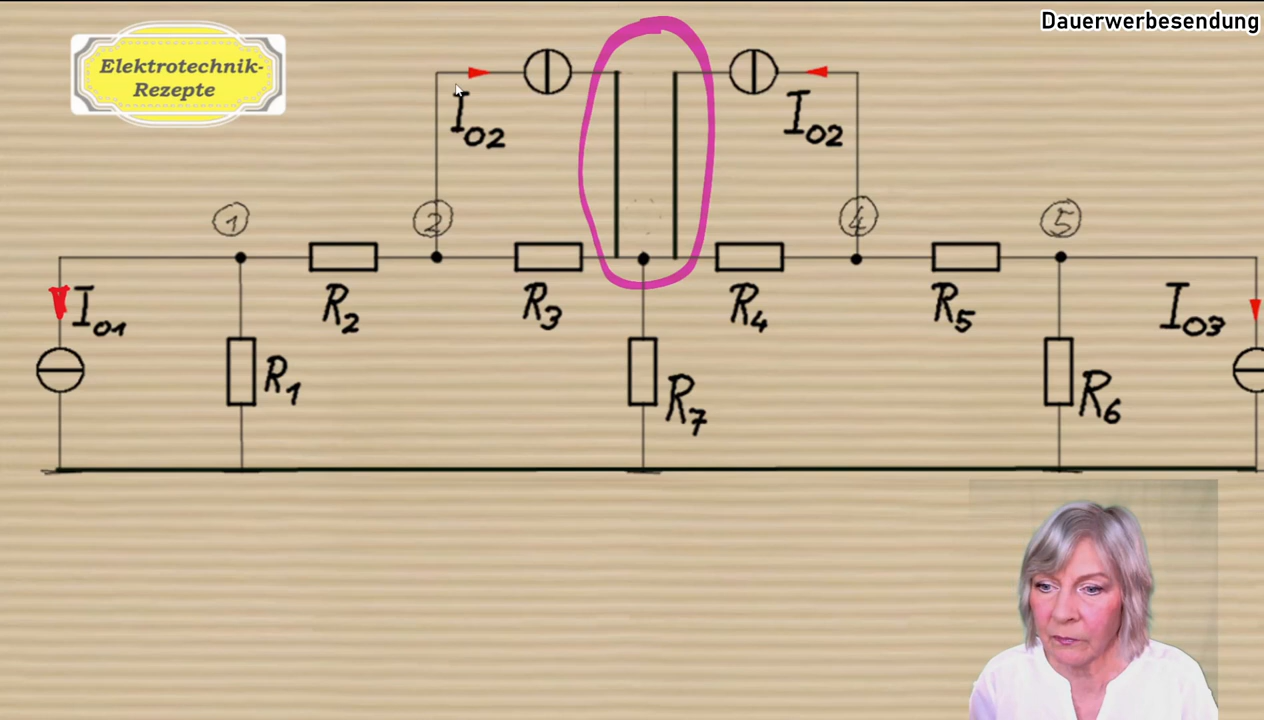 Dauerwerbesendung
Elektrotechnik-
Rezepte
I02
I02
1
2
4
5
I01
R2
R3
R4
R5
I03
R1
R7
R6